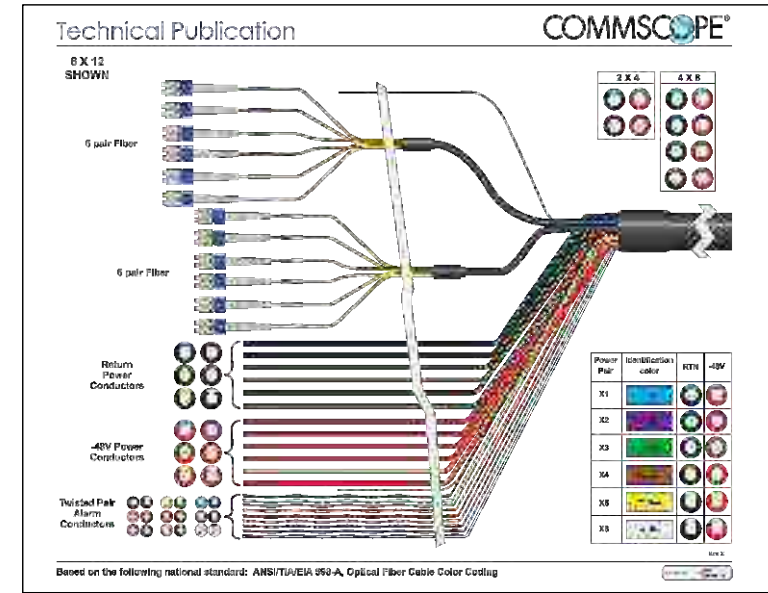 Technical Publication
COMMSCOPE®
6 X 12
SHOWN
2 X 4
4 X 8
6 pair Fiber
6 pair Fiber
Return
Power
Conductors
-48V Power
Conductors
Twisted Pair
Alarm
Conductors
Power
Pair
Identification
color
RTN
-48V
X1
X2
X3
X4
X5
X6
Based on the following national standard: ANSI/TIA/EIA 598-A, Optical Fiber Cable Color Coding